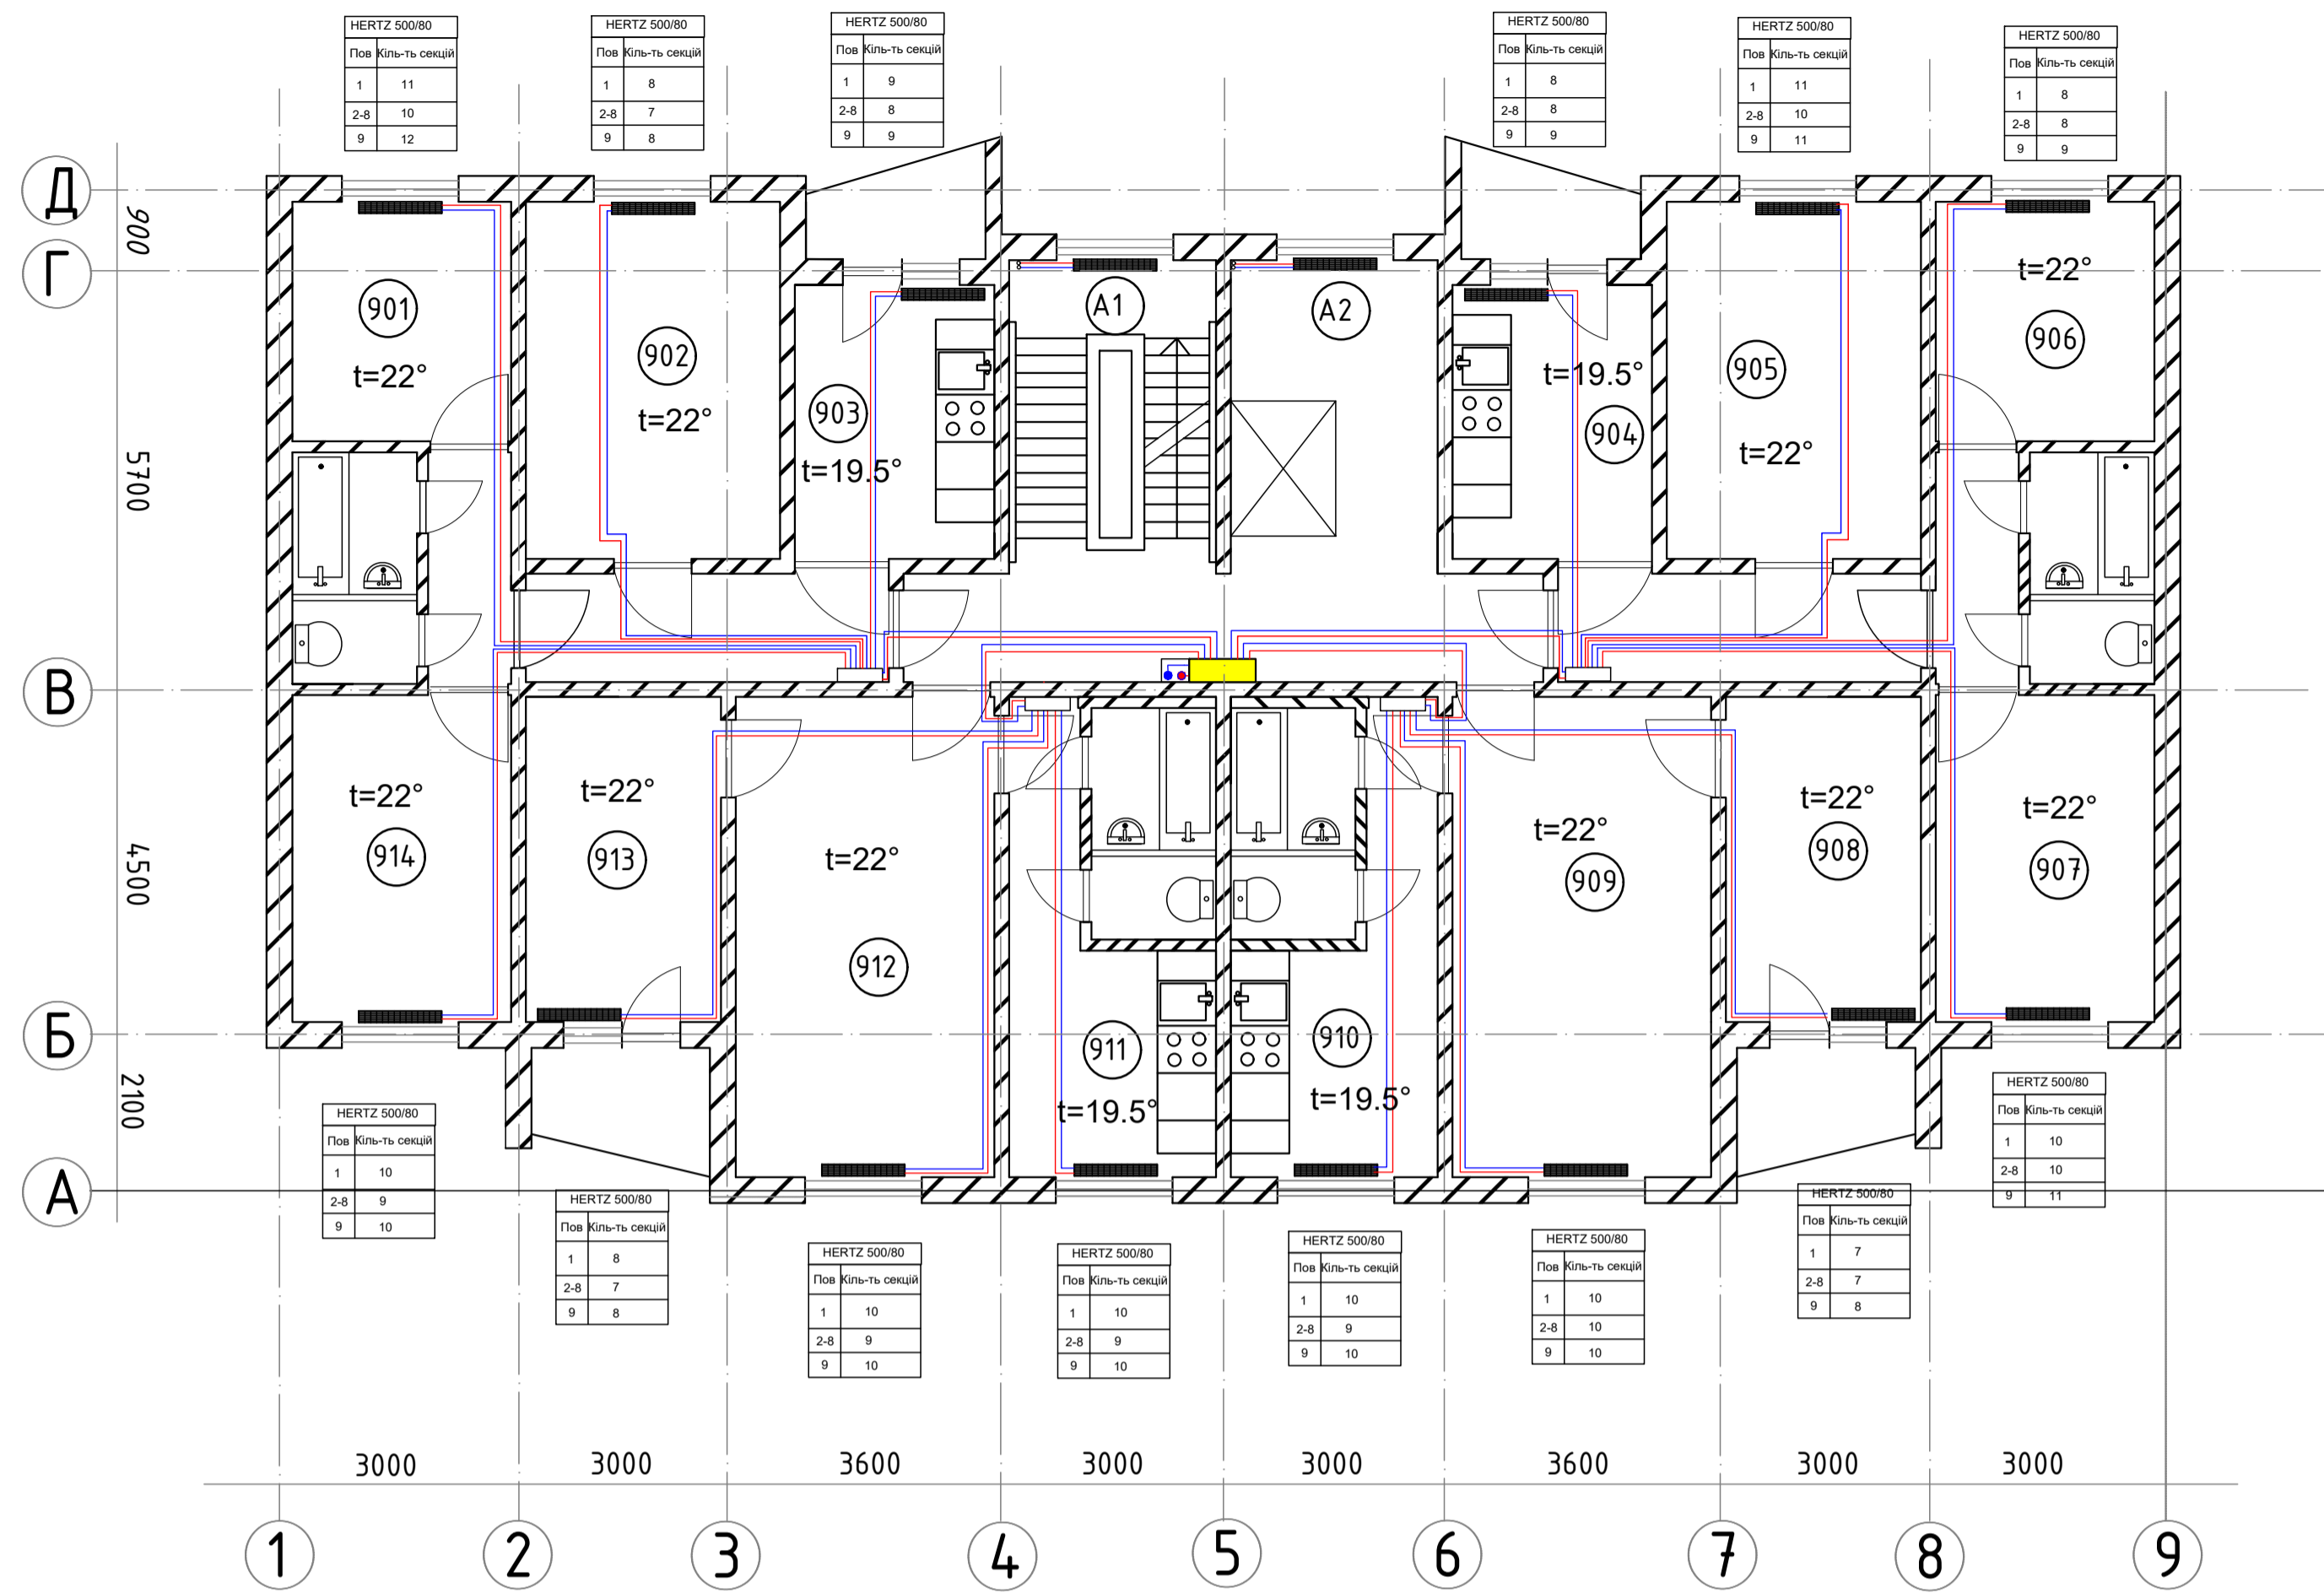 HERTZ 500/80
Пов Кіль-ть секцій
1 11
2-8 10
9 12
HERTZ 500/80
Пов Кіль-ть секцій
1 8
2-8 7
9 8
HERTZ 500/80
Пов Кіль-ть секцій
1 9
2-8 8
9 9
HERTZ 500/80
Пов Кіль-ть секцій
1 8
2-8 8
9 9
HERTZ 500/80
Пов Кіль-ть секцій
1 11
2-8 10
9 11
HERTZ 500/80
Пов Кіль-ть секцій
1 8
2-8 8
9 9
Д
900
Г
5700
В
4500
Б
2100
А
901
t=22°
902
t=22°
903
t=19.5°
А1
А2
t=19.5°
904
905
t=22°
t=22°
906
t=22°
914
t=22°
913
t=22°
912
911
t=19.5°
910
t=19.5°
t=22°
909
t=22°
908
t=22°
907
HERTZ 500/80
Пов Кіль-ть секцій
1 10
2-8 9
9 10
HERTZ 500/80
Пов Кіль-ть секцій
1 8
2-8 7
9 8
HERTZ 500/80
Пов Кіль-ть секцій
1 10
2-8 9
9 10
HERTZ 500/80
Пов Кіль-ть секцій
1 10
2-8 9
9 10
HERTZ 500/80
Пов Кіль-ть секцій
1 10
2-8 9
9 10
HERTZ 500/80
Пов Кіль-ть секцій
1 10
2-8 10
9 10
HERTZ 500/80
Пов Кіль-ть секцій
1 7
2-8 7
9 8
HERTZ 500/80
Пов Кіль-ть секцій
1 10
2-8 10
9 11
3000 3000 3600 3000 3000 3600 3000 3000
1 2 3 4 5 6 7 8 9